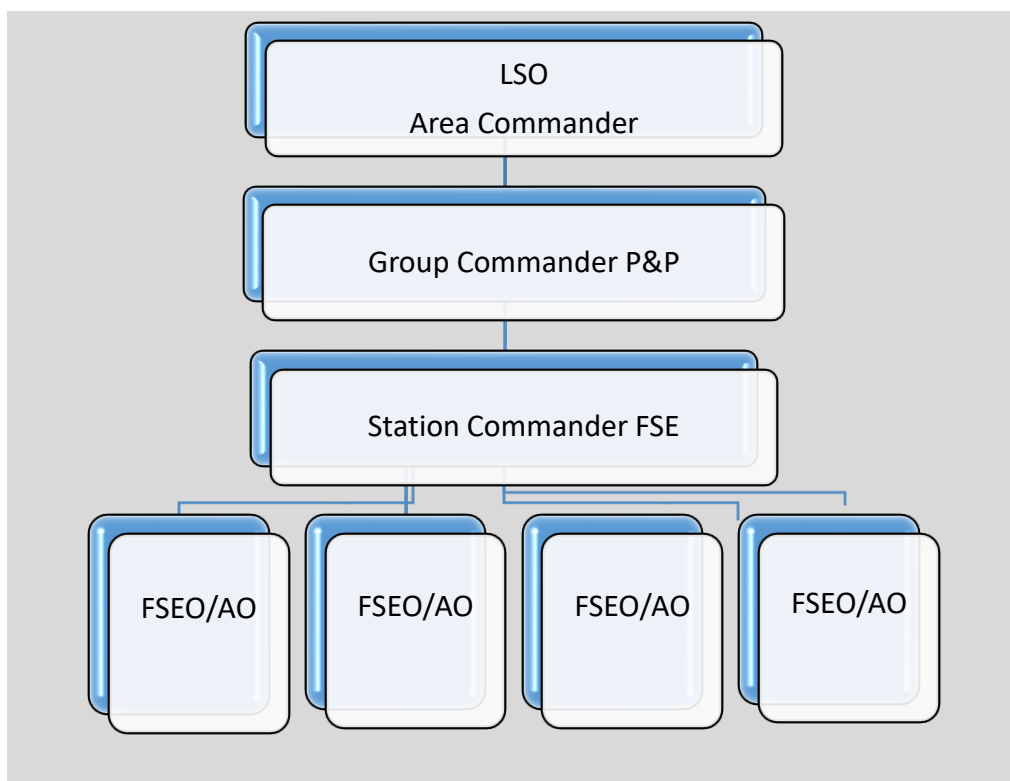 LSO
Area Commander
Group Commander P&P
Station Commander FSE
FSEO/AO
FSEO/AO
FSEO/AO
FSEO/AO